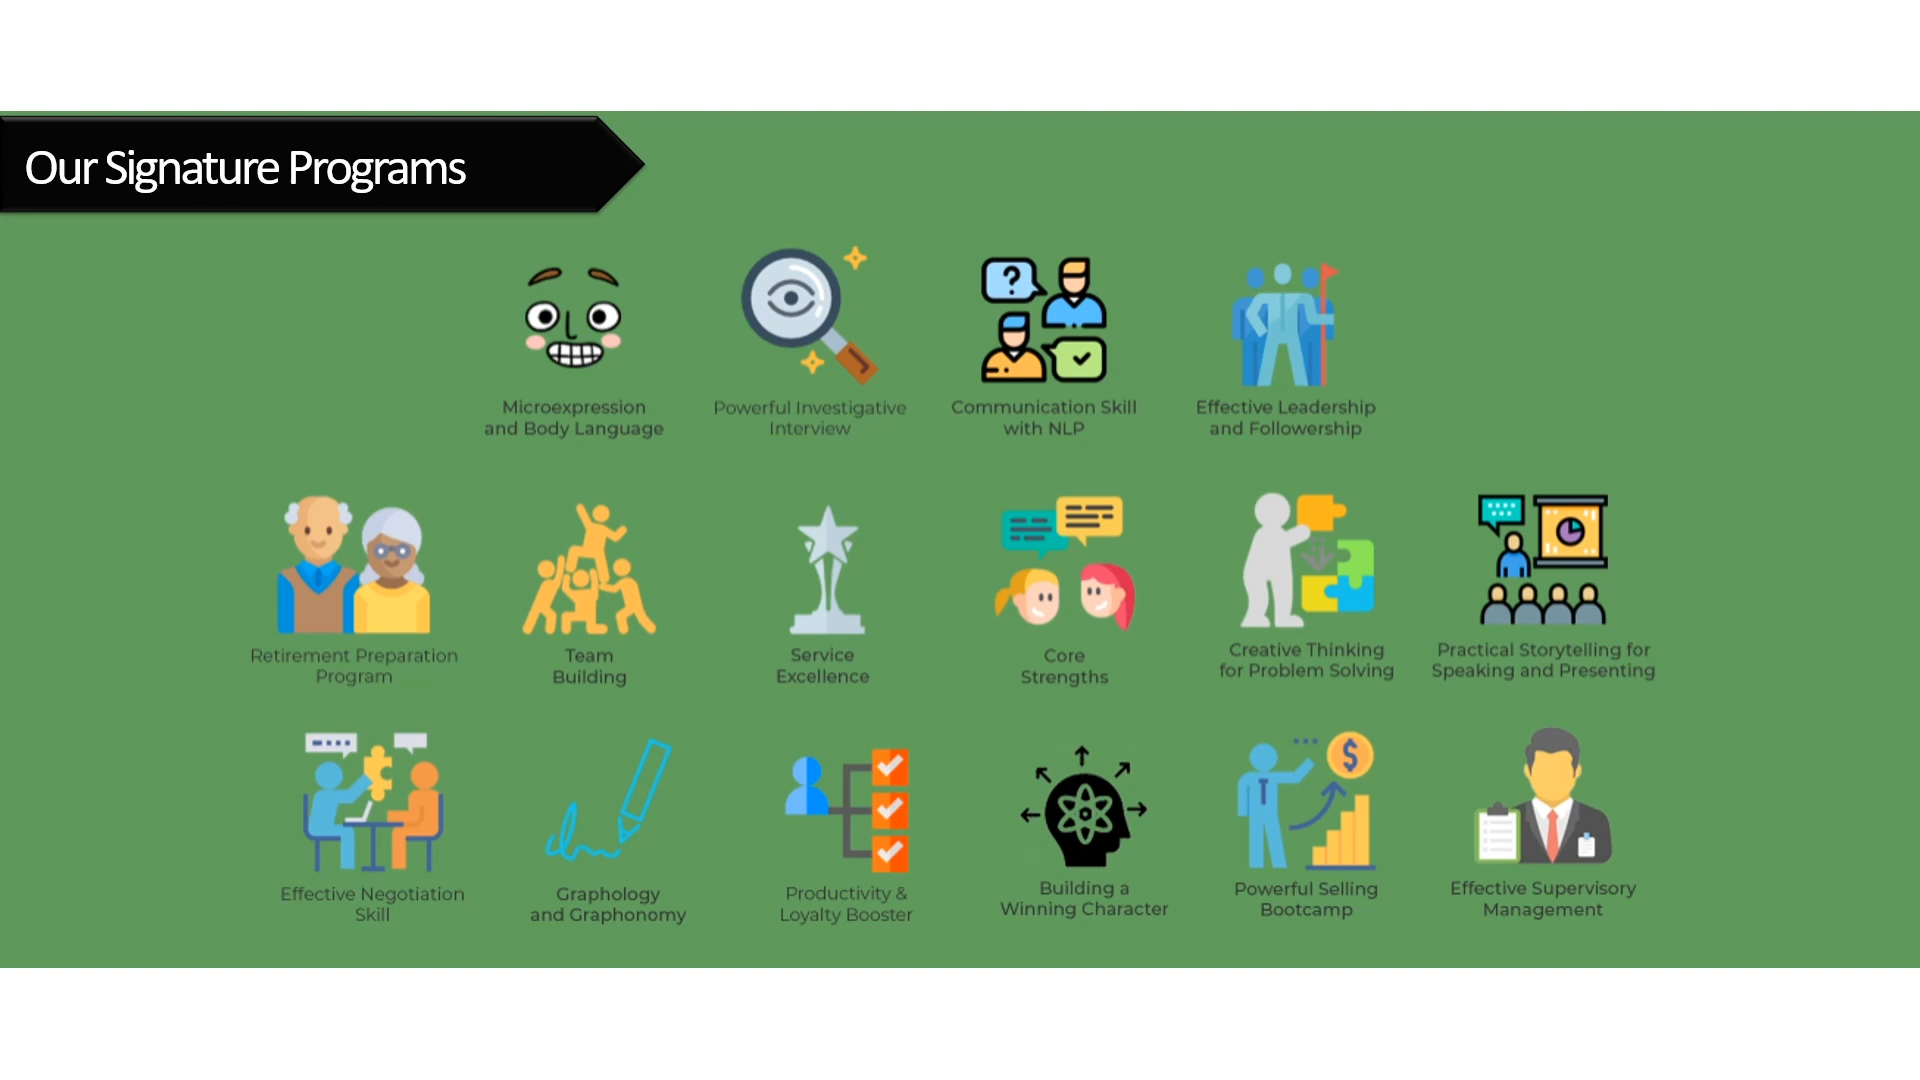 Our Signature Programs
Microexpression
and Body Language
Powerful Investigative
Interview
Communication Skill
with NLP
Effective Leadership
and Followership
Retirement Preparation
Program
Team
Building
Service
Excellence
Core
Strengths
Creative Thinking
for Problem Solving
Practical Storytelling for
Speaking and Presenting
Effective Negotiation
Skill
Graphology
and Graphonomy
Productivity &
Loyalty Booster
Building a
Winning Character
Powerful Selling
Bootcamp
Effective Supervisory
Management